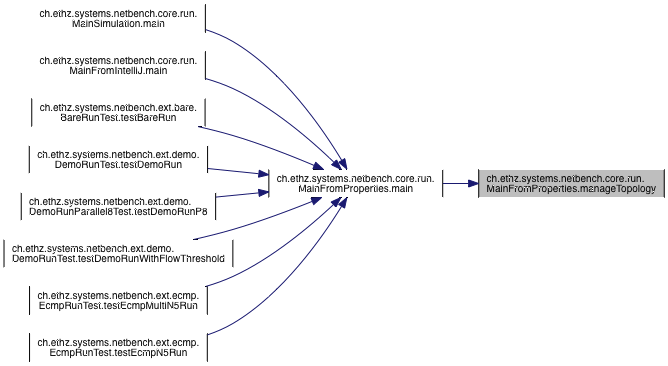 ch.ethz.systems.netbench.core.run.
MainSimulation.main
ch.ethz.systems.netbench.core.run.
MainFromIntelliJ.main
ch.ethz.systems.netbench.ext.bare.
BareRunTest.testBareRun
ch.ethz.systems.netbench.ext.demo.
DemoRunTest.testDemoRun
ch.ethz.systems.netbench.ext.demo.
DemoRunParallel8Test.testDemoRunP8
ch.ethz.systems.netbench.ext.demo.
DemoRunTest.testDemoRunWithFlowThreshold
ch.ethz.systems.netbench.ext.ecmp.
EcmpRunTest.testEcmpMultiN5Run
ch.ethz.systems.netbench.ext.ecmp.
EcmpRunTest.testEcmpN5Run
ch.ethz.systems.netbench.core.run.
MainFromProperties.main
ch.ethz.systems.netbench.core.run.
MainFromProperties.manageTopology